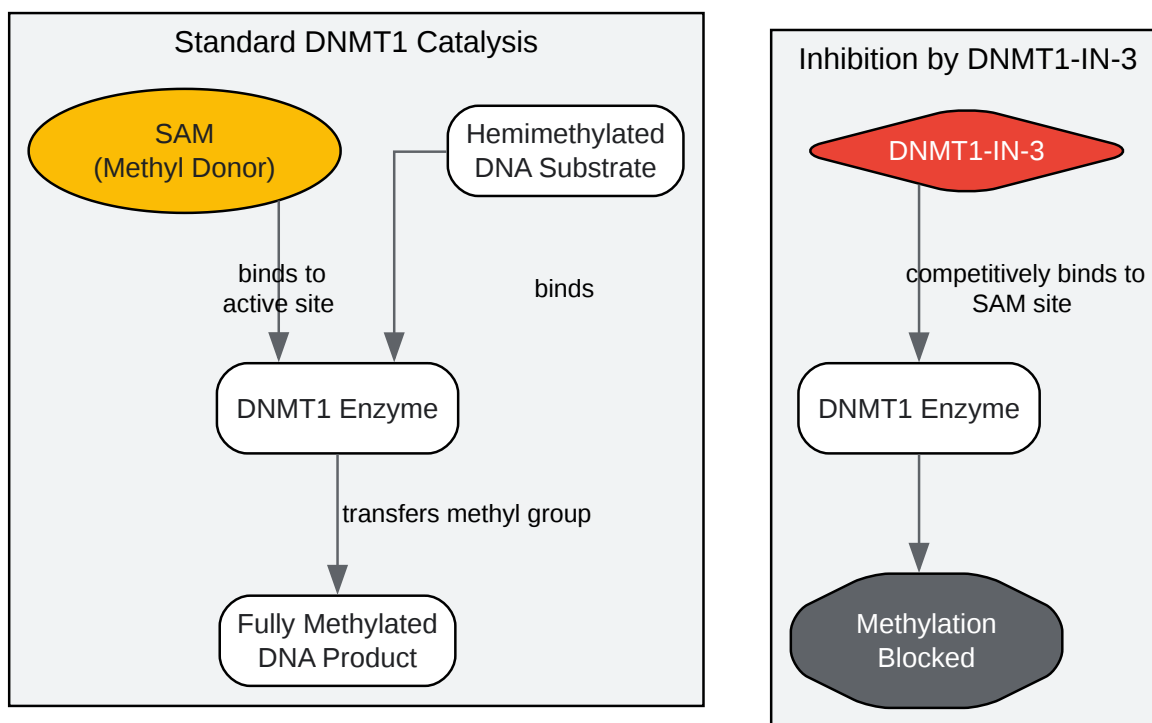 Standard DNMT1 Catalysis
SAM
(Methyl Donor)
Hemimethylated
DNA Substrate
binds to
active site
binds
DNMT1 Enzyme
transfers methyl group
Fully Methylated
DNA Product
Inhibition by DNMT1-IN-3
DNMT1-IN-3
competitively binds to
SAM site
DNMT1 Enzyme
Methylation
Blocked